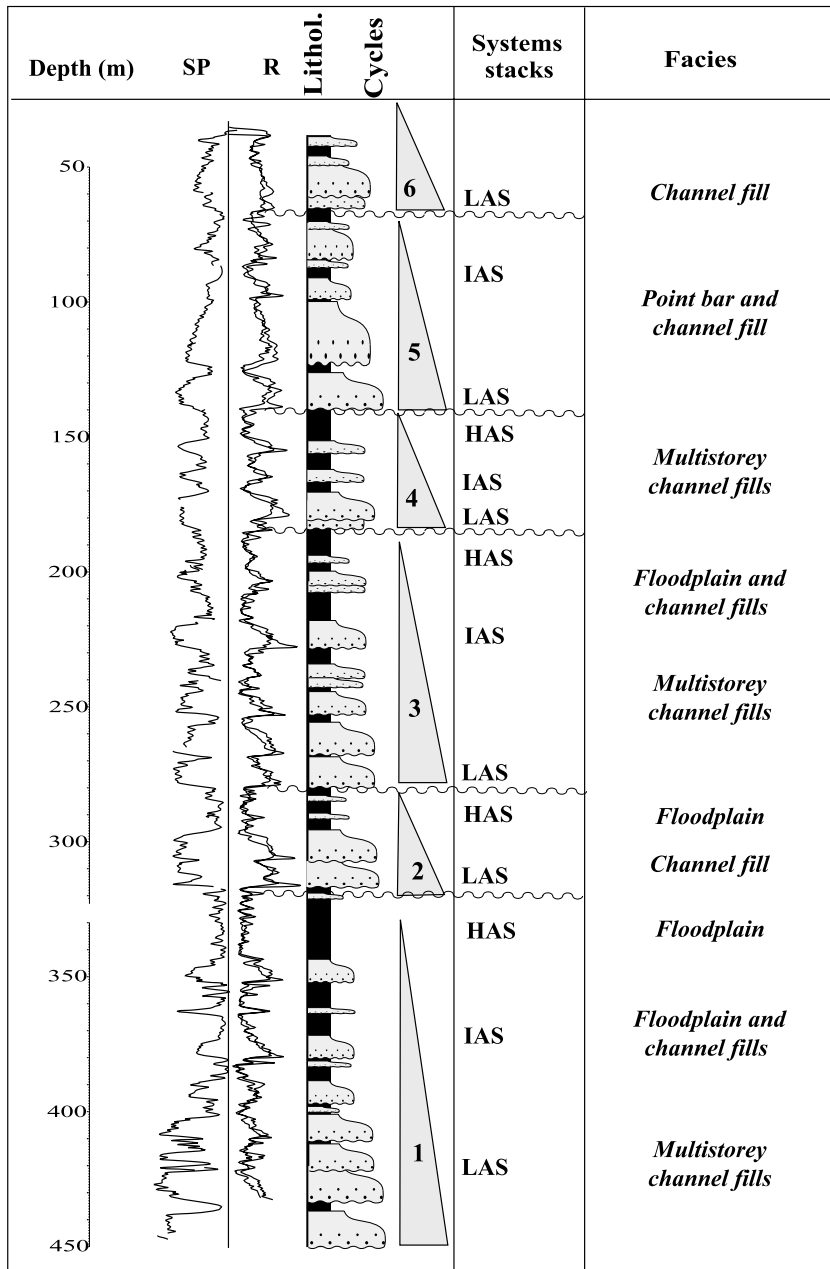 Depth (m) SP R Lithol. Cycles Systems
stacks Facies
50 6 LAS Channel fill
IAS
100 Point bar and
channel fill
5
LAS
150 HAS
Multistorey
IAS channel fills
4 LAS
200 HAS
Floodplain and
channel fills
IAS
250 3 Multistorey
channel fills
LAS
300 HAS Floodplain
2 LAS Channel fill
HAS Floodplain
350
IAS Floodplain and
channel fills
400
1 LAS Multistorey
channel fills
450